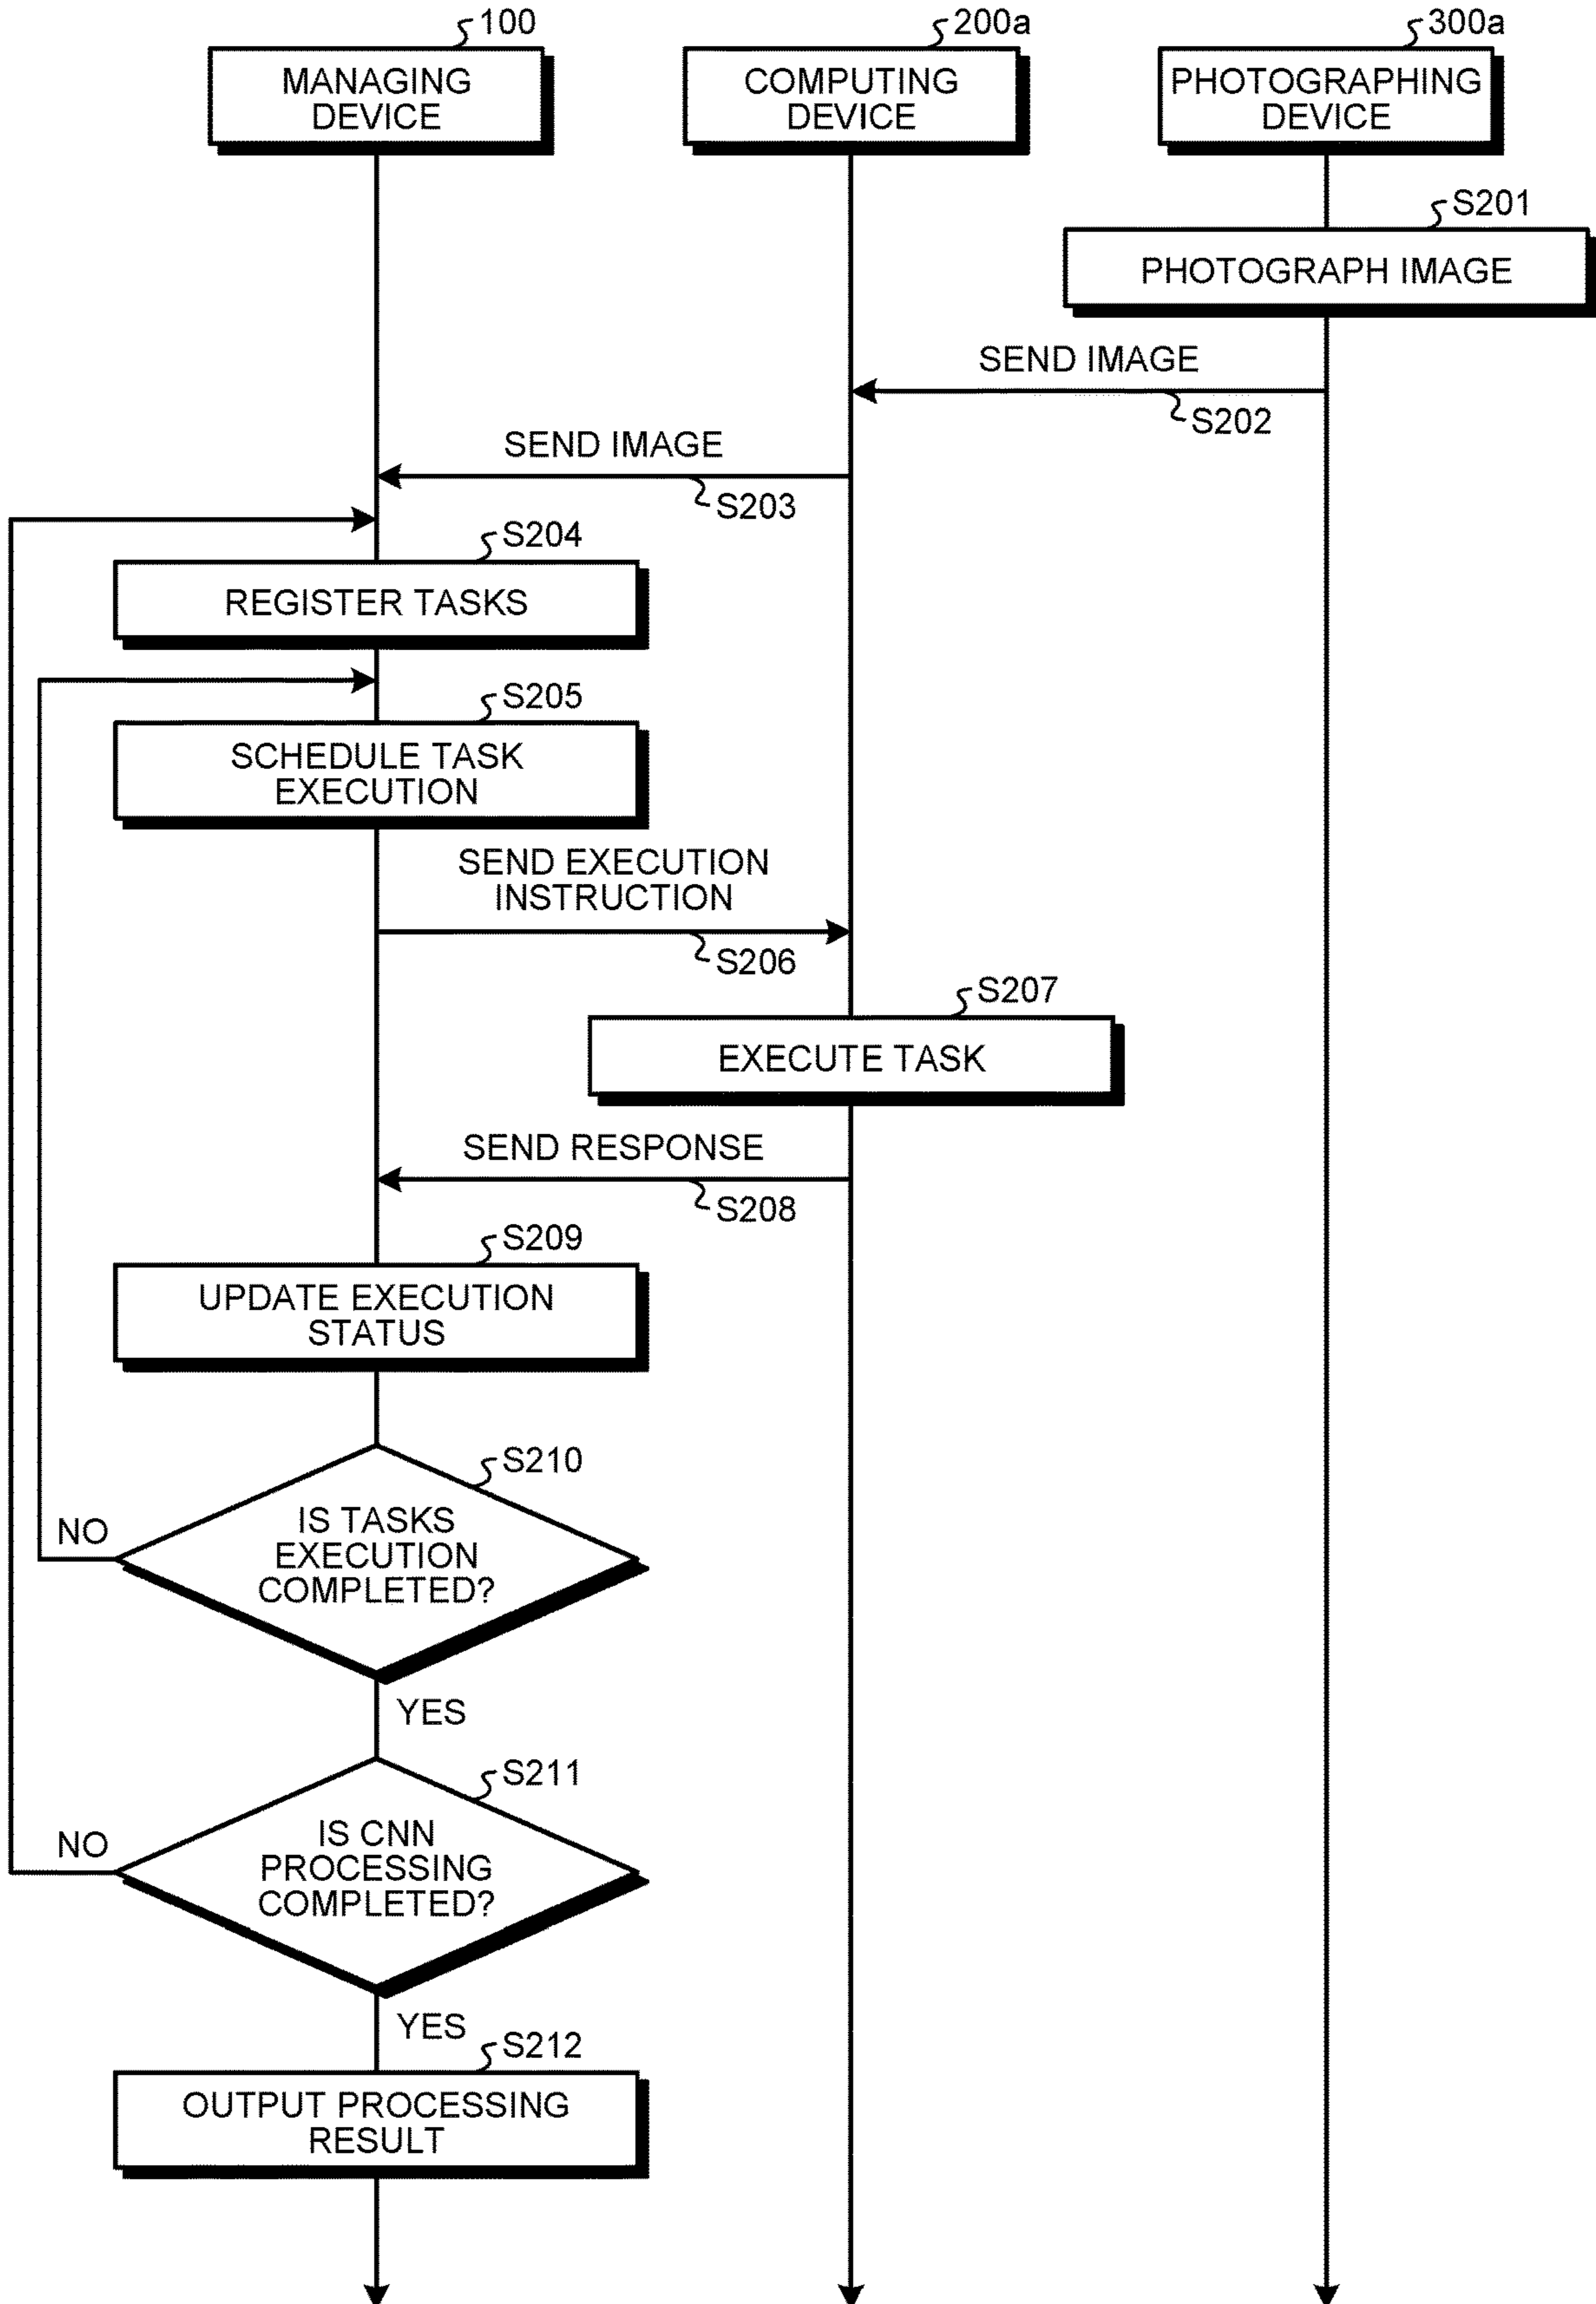 100
200a
300a
MANAGING
DEVICE
COMPUTING
DEVICE
PHOTOGRAPHING
DEVICE
S201
PHOTOGRAPH IMAGE
SEND IMAGE
S202
SEND IMAGE
S203
S204
REGISTER TASKS
S205
SCHEDULE TASK
EXECUTION
SEND EXECUTION
INSTRUCTION
S206
S207
EXECUTE TASK
SEND RESPONSE
S208
S209
UPDATE EXECUTION
STATUS
S210
IS TASKS
EXECUTION
COMPLETED?
NO
YES
S211
IS CNN
PROCESSING
COMPLETED?
NO
YES
S212
OUTPUT PROCESSING
RESULT